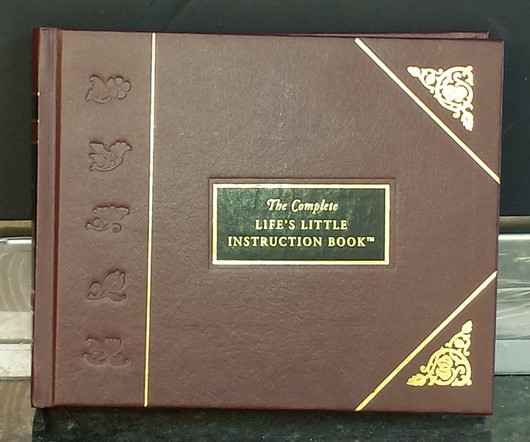 The Complete
LIFE'S LITTLE
INSTRUCTION BOOK™